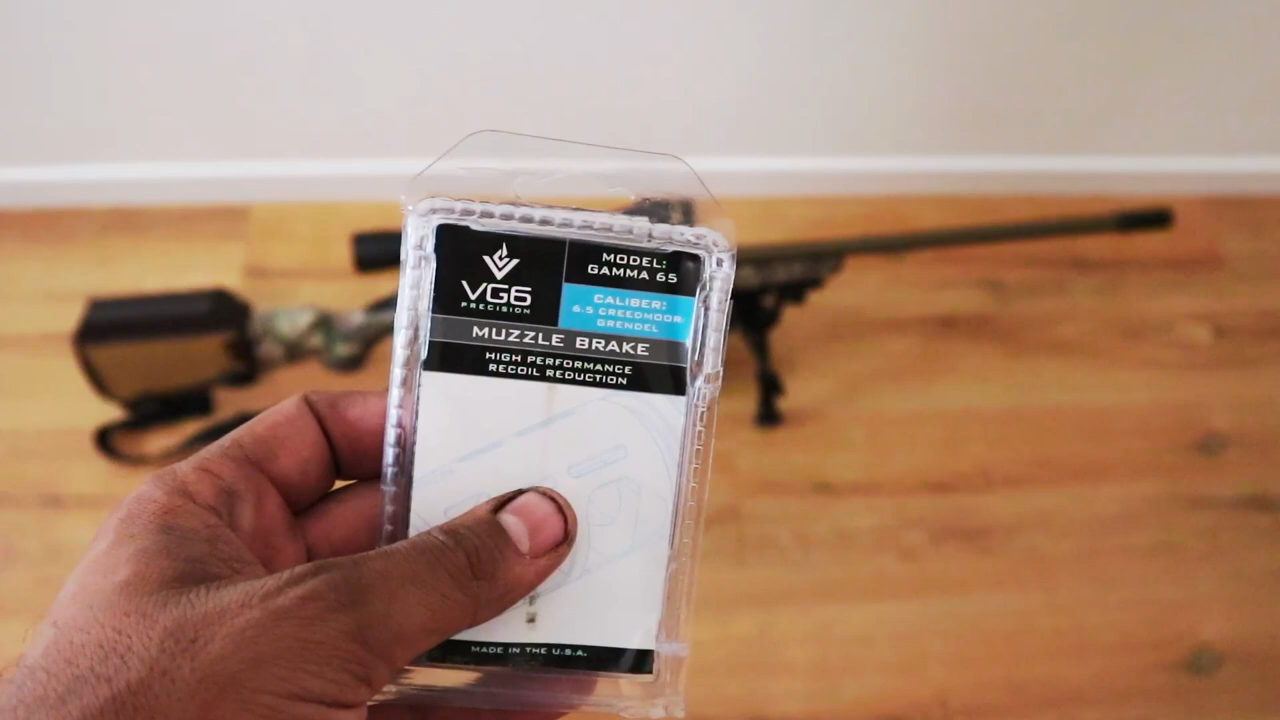 VG6
PRECISION
MODEL:
GAMMA 65
CALIBER:
6.5 CREEDMOOR
GRENDEL
MUZZLE BRAKE
HIGH PERFORMANCE
RECOIL REDUCTION
MADE IN THE U.S.A.